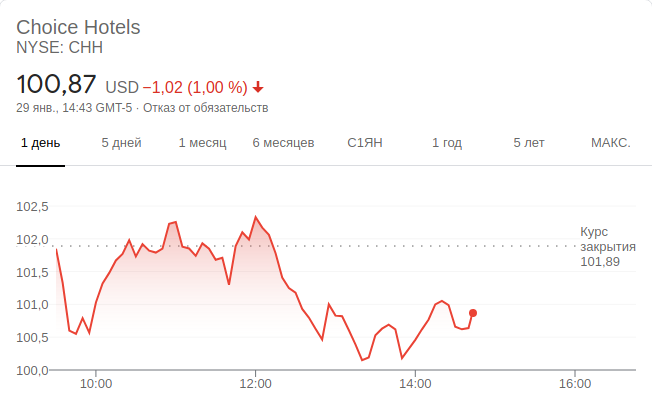 Choice Hotels
NYSE: CHH
100,87 USD −1,02 (1,00 %)
29 янв., 14:43 GMT-5 · Отказ от обязательств
1 день 5 дней 1 месяц 6 месяцев С1ЯН 1 год 5 лет МАКС.
102,5
102,0
101,5
101,0
100,5
100,0
Курс
закрытия
101,89
10:00 12:00 14:00 16:00